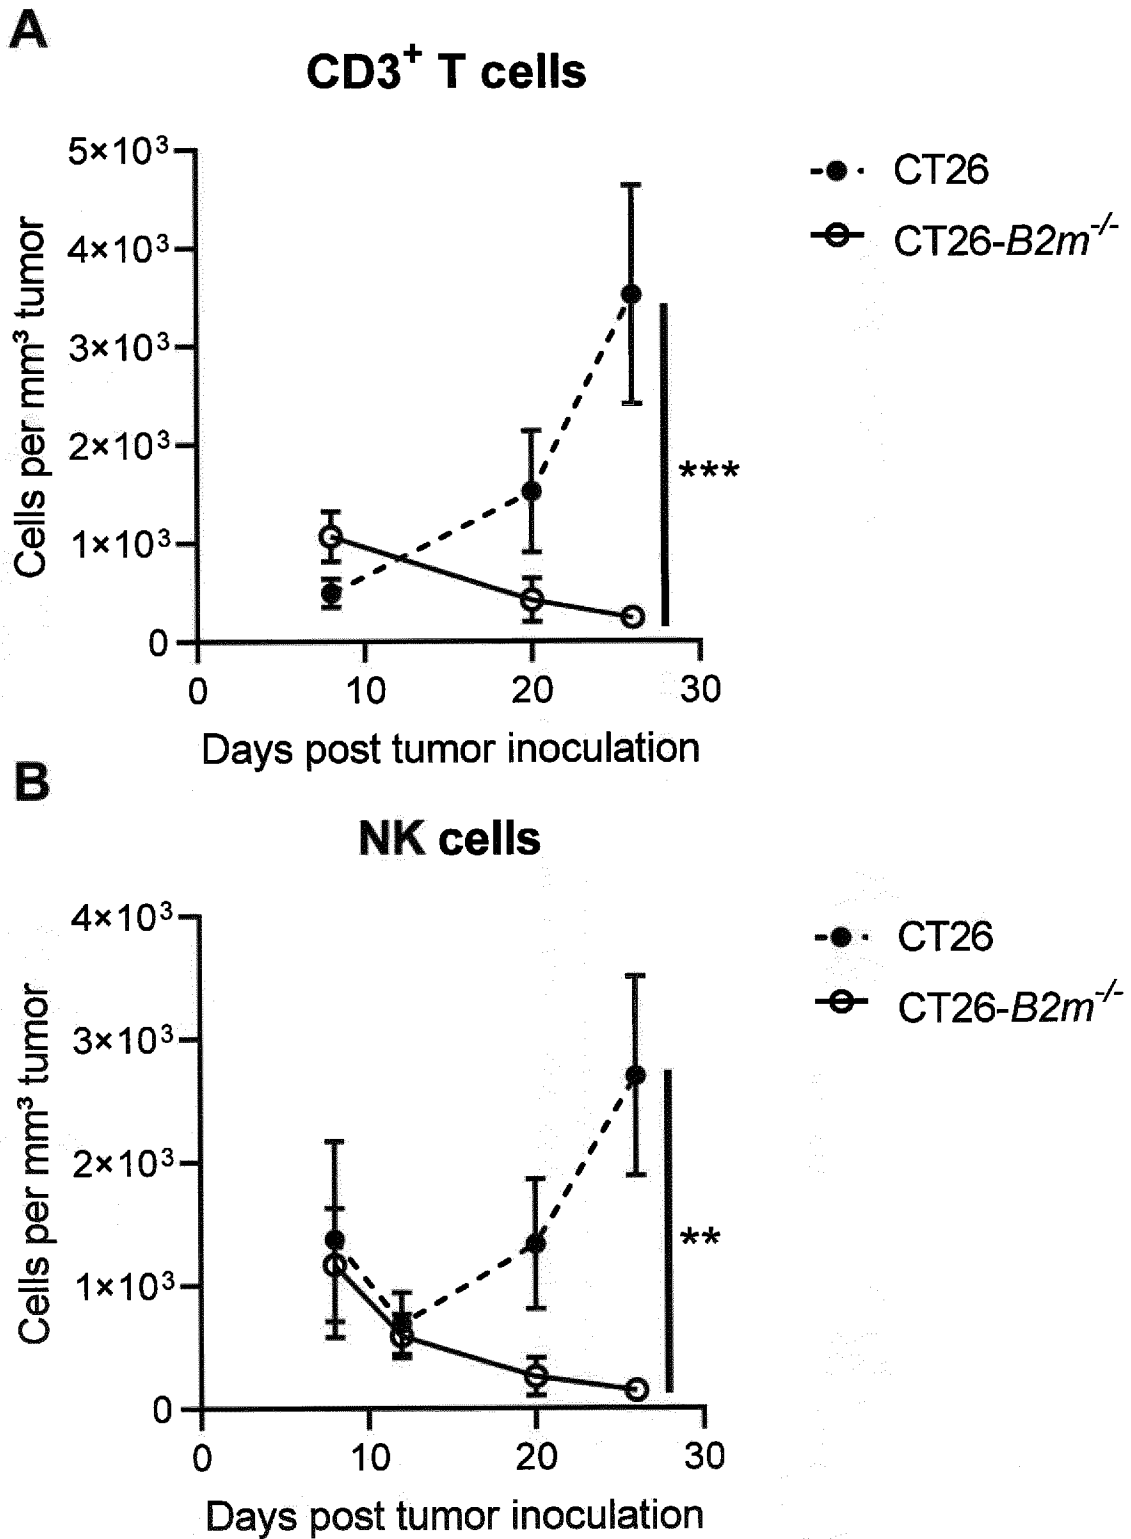 A
CD3⁺ T cells
5×10³
4×10³
3×10³
2×10³
1×10³
0
Cells per mm³ tumor
CT26
CT26-B2m⁻/⁻
***
0 10 20 30
Days post tumor inoculation
B
NK cells
4×10³
3×10³
2×10³
1×10³
0
Cells per mm³ tumor
CT26
CT26-B2m⁻/⁻
**
0 10 20 30
Days post tumor inoculation